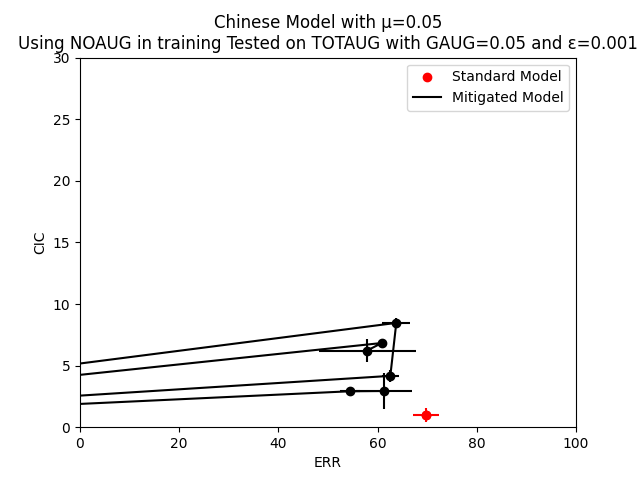 Chinese Model with μ=0.05
Using NOAUG in training Tested on TOTAUG with GAUG=0.05 and ε=0.001
Standard Model
Mitigated Model
CIC
30
25
20
15
10
5
0
0 20 40 60 80 100
ERR